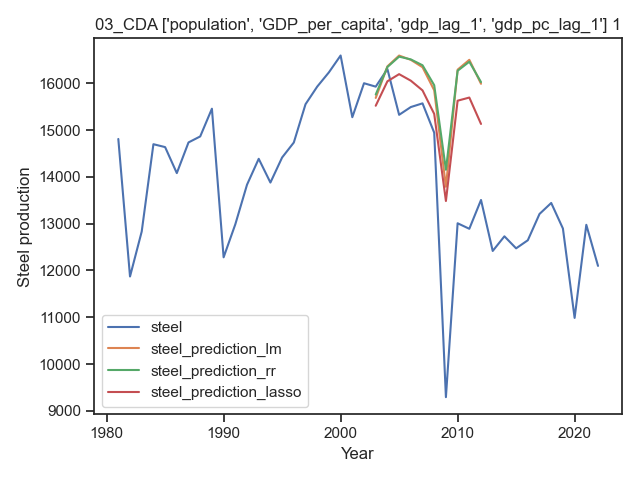 03_CDA ['population', 'GDP_per_capita', 'gdp_lag_1', 'gdp_pc_lag_1'] 1
Steel production
16000
15000
14000
13000
12000
11000
10000
9000
steel
steel_prediction_lm
steel_prediction_rr
steel_prediction_lasso
1980
1990
2000
2010
2020
Year